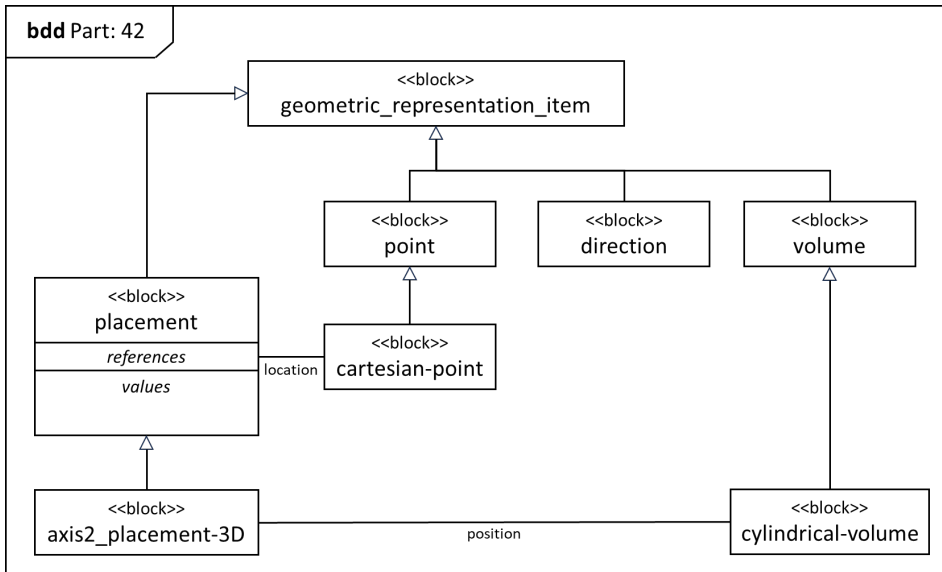 bdd Part: 42
<<block>>
geometric_representation_item
<<block>>
point
<<block>>
direction
<<block>>
volume
<<block>>
placement
references
values
location
<<block>>
cartesian-point
<<block>>
axis2_placement-3D
position
<<block>>
cylindrical-volume